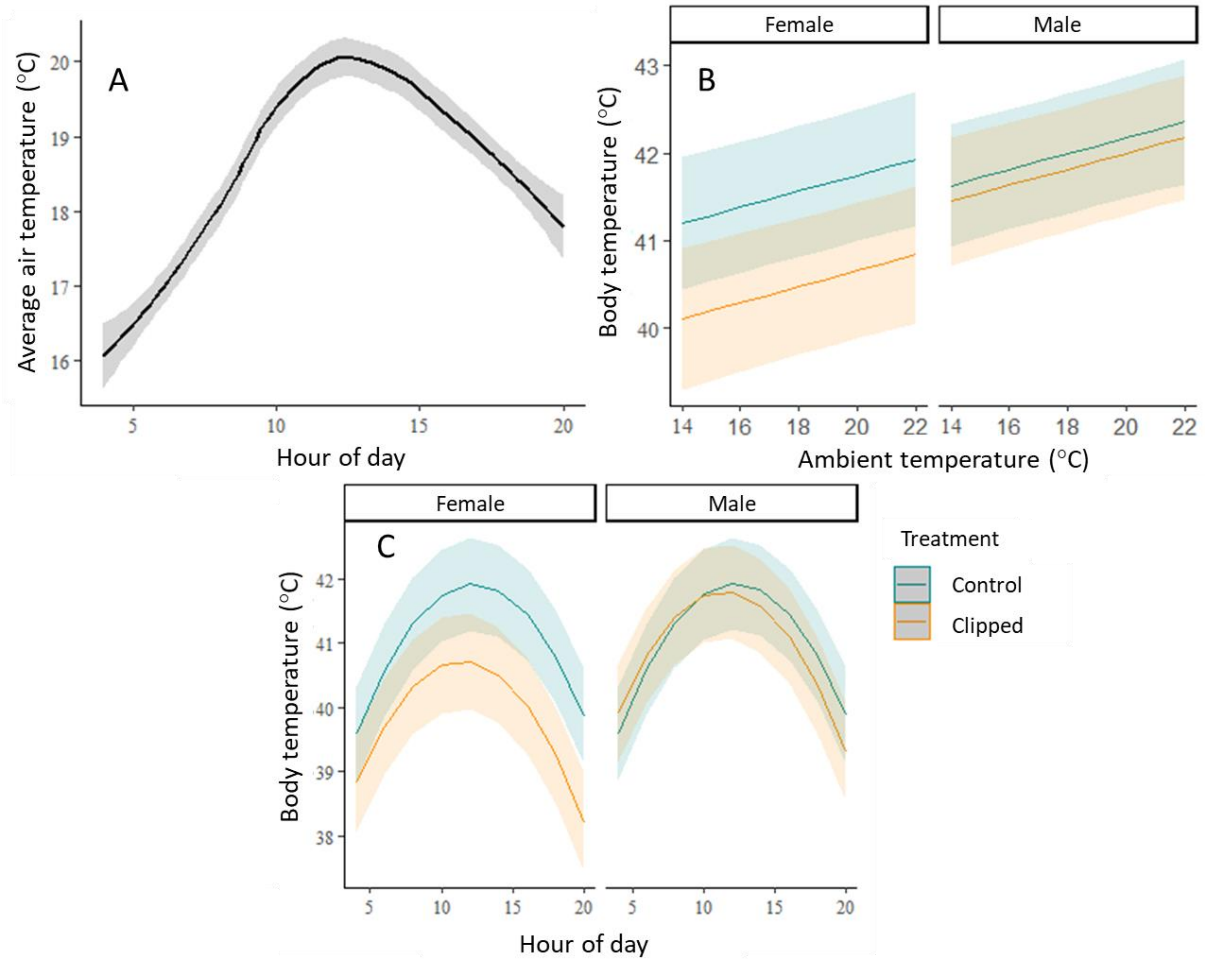 A
Average air temperature (°C)
20
19
18
17
16
5
10
15
20
Hour of day
B
Female
Male
Body temperature (°C)
43
42
41
40
14
16
18
20
22
14
16
18
20
22
Ambient temperature (°C)
C
Female
Male
Body temperature (°C)
42
41
40
39
38
5
10
15
20
5
10
15
20
Hour of day
Treatment
Control
Clipped